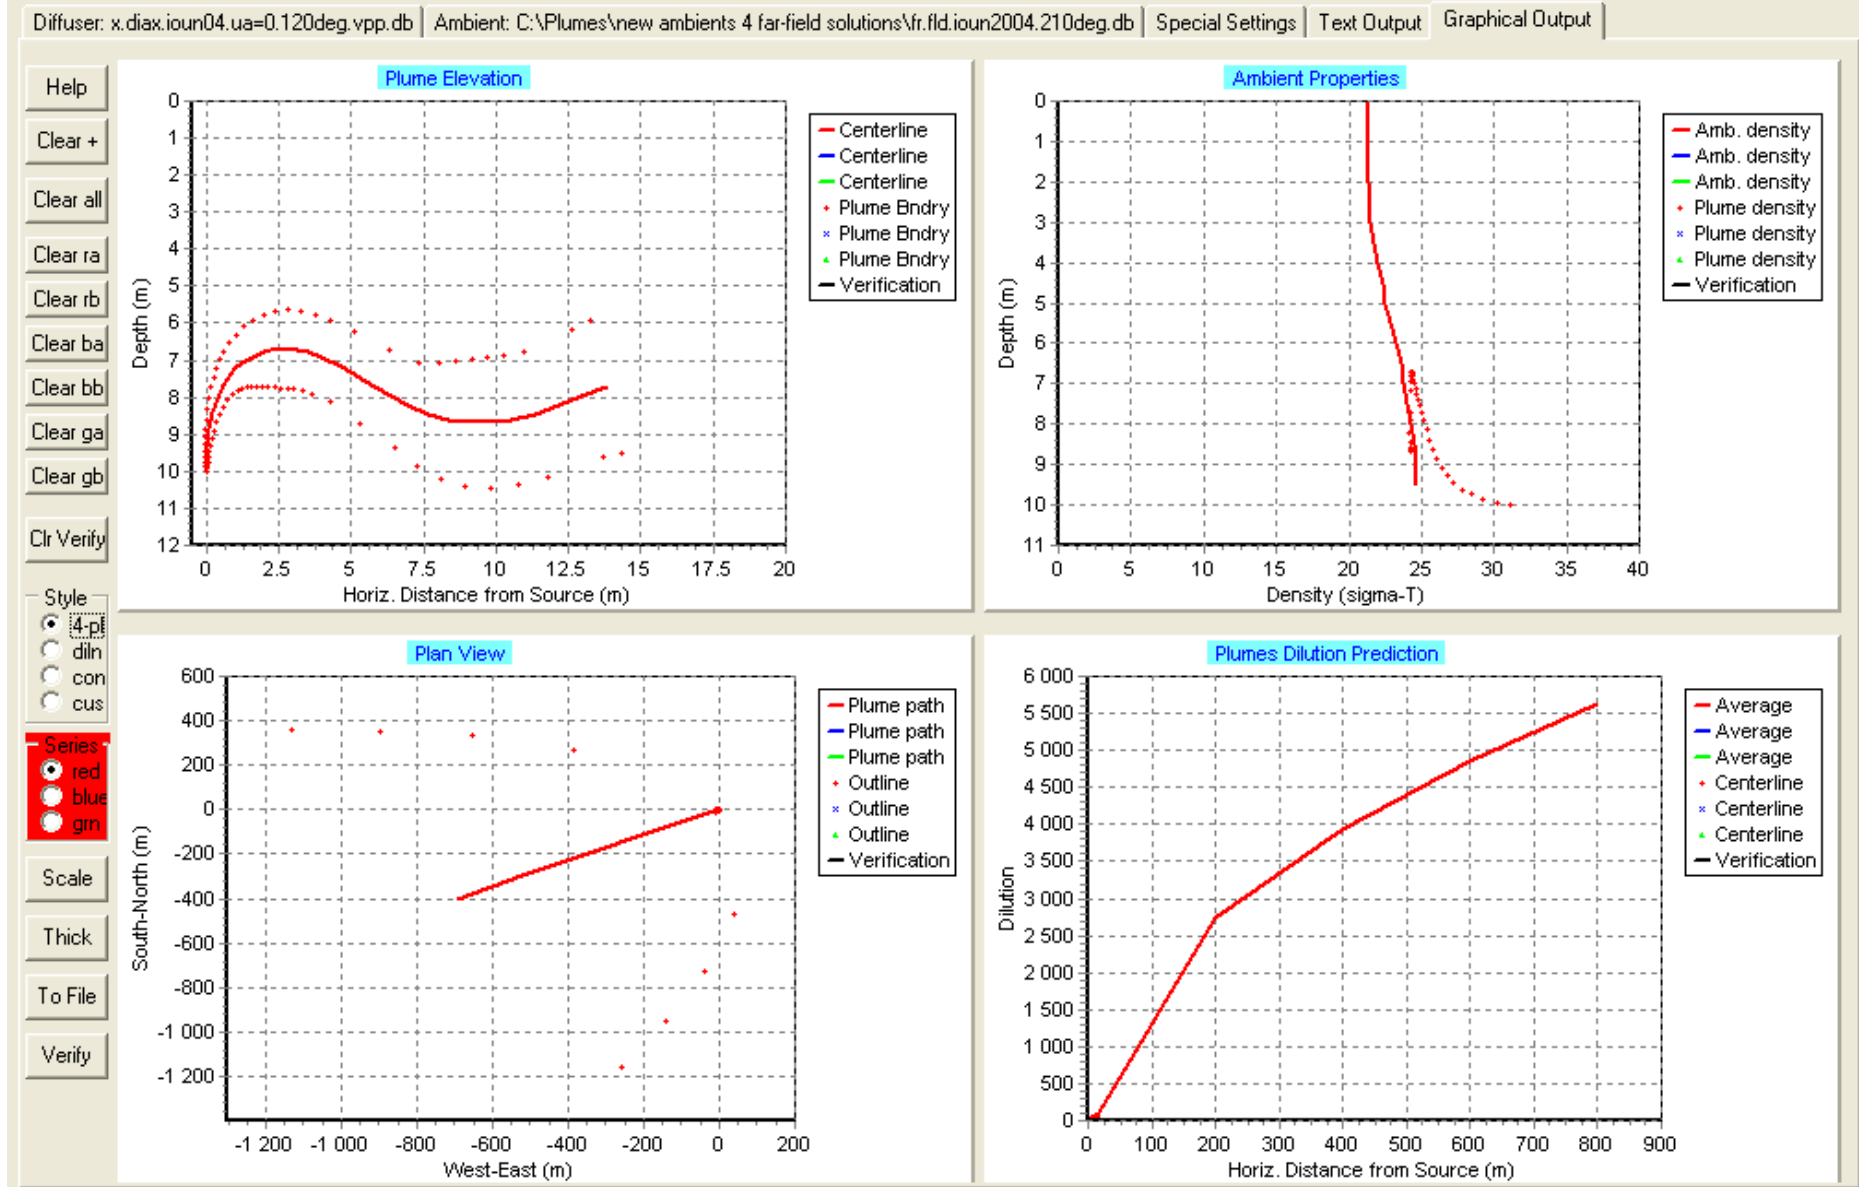 Diffuser: x.diax.ioun04.ua=0.120deg.vpp.db Ambient: C:\Plumes\new ambients 4 far-field solutions\fr.fld.ioun2004.210deg.db Special Settings Text Output Graphical Output
Help
Clear +
Clear all
Clear ra
Clear rb
Clear ba
Clear bb
Clear ga
Clear gb
Clr Verify
Style
4-pl
diln
con
cus
Series
red
blue
grn
Scale
Thick
To File
Verify
Plume Elevation
0
1
2
3
4
5
6
7
8
9
10
11
12
Depth (m)
0 2.5 5 7.5 10 12.5 15 17.5 20
Horiz. Distance from Source (m)
Centerline
Centerline
Centerline
Plume Bndry
Plume Bndry
Plume Bndry
Verification
Ambient Properties
0
1
2
3
4
5
6
7
8
9
10
11
Depth (m)
0 5 10 15 20 25 30 35 40
Density (sigma-T)
Amb. density
Amb. density
Amb. density
Plume density
Plume density
Plume density
Verification
Plan View
600
400
200
0
-200
-400
-600
-800
-1 000
-1 200
South-North (m)
-1 200 -1 000 -800 -600 -400 -200 0 200
West-East (m)
Plume path
Plume path
Plume path
Outline
Outline
Outline
Verification
Plumes Dilution Prediction
6 000
5 500
5 000
4 500
4 000
3 500
3 000
2 500
2 000
1 500
1 000
500
0
Dilution
0 100 200 300 400 500 600 700 800 900
Horiz. Distance from Source (m)
Average
Average
Average
Centerline
Centerline
Centerline
Verification